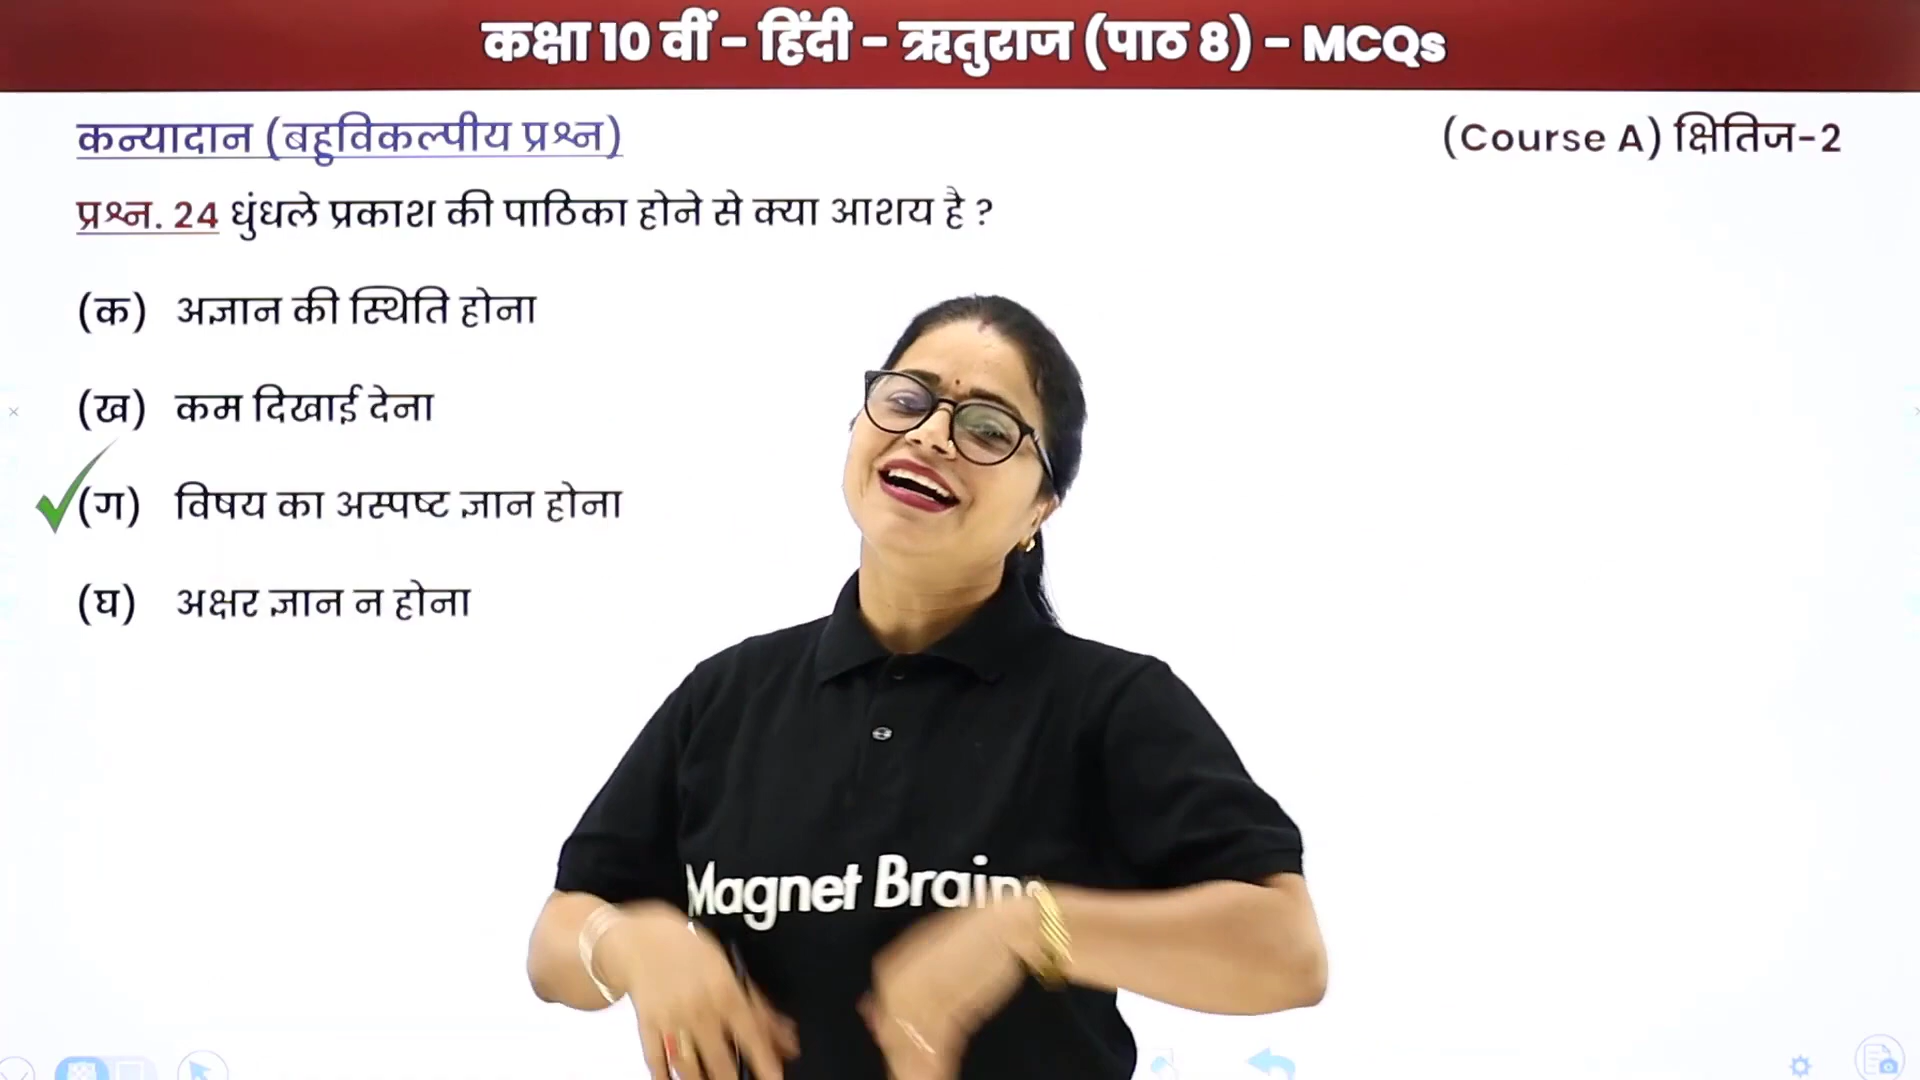 कक्षा 10 वीं - हिंदी - ऋतुराज (पाठ 8) - MCQs
कन्यादान (बहुविकल्पीय प्रश्न)
(Course A) क्षितिज-2
प्रश्न. 24 धुंधले प्रकाश की पाठिका होने से क्या आशय है ?
(क) अज्ञान की स्थिति होना
(ख) कम दिखाई देना
(ग) विषय का अस्पष्ट ज्ञान होना
(घ) अक्षर ज्ञान न होना
Magnet Brains